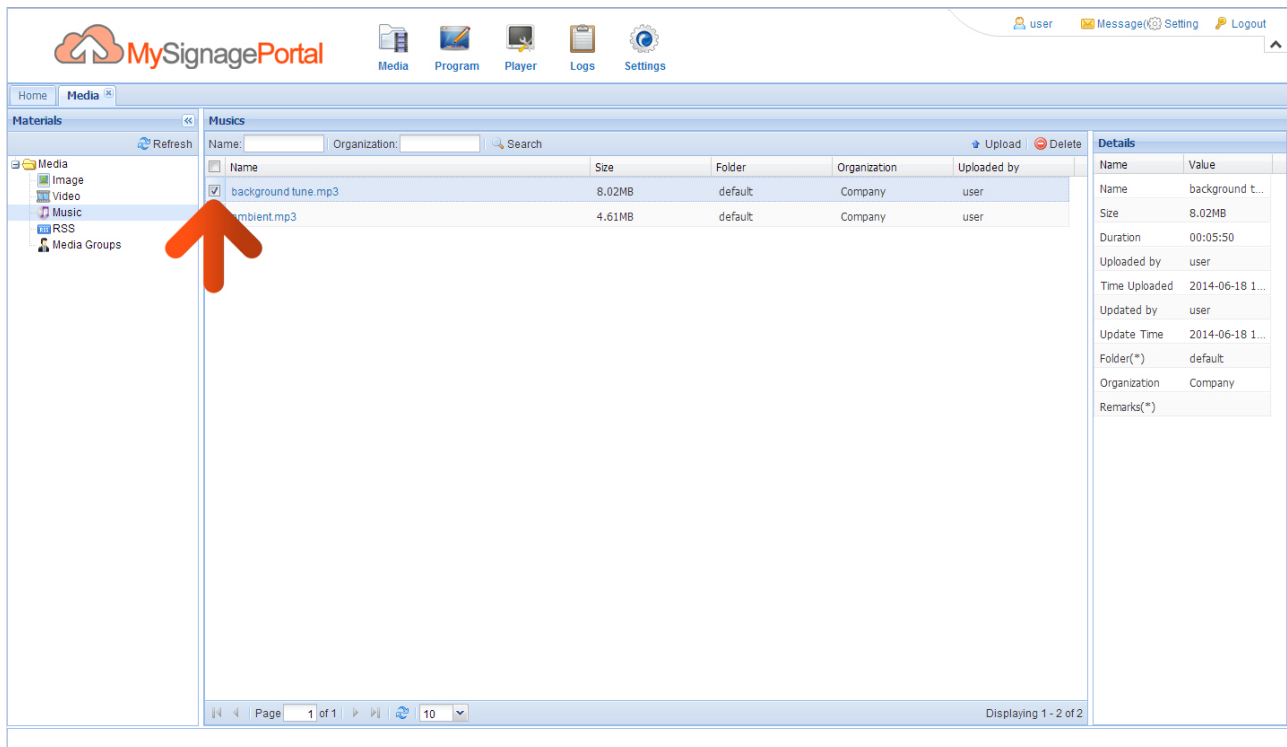 user Message( Setting Logout
MySignagePortal
Media Program Player Logs Settings
Home Media
Materials
Refresh
Media
Image
Video
Music
RSS
Media Groups
Musics
Name: Organization: Search Upload Delete
Name Size Folder Organization Uploaded by
background tune.mp3 8.02MB default Company user
ambient.mp3 4.61MB default Company user
Page 1 of 1 10 Displaying 1 - 2 of 2
Details
Name Value
Name background t...
Size 8.02MB
Duration 00:05:50
Uploaded by user
Time Uploaded 2014-06-18 1...
Updated by user
Update Time 2014-06-18 1...
Folder(*) default
Organization Company
Remarks(*)